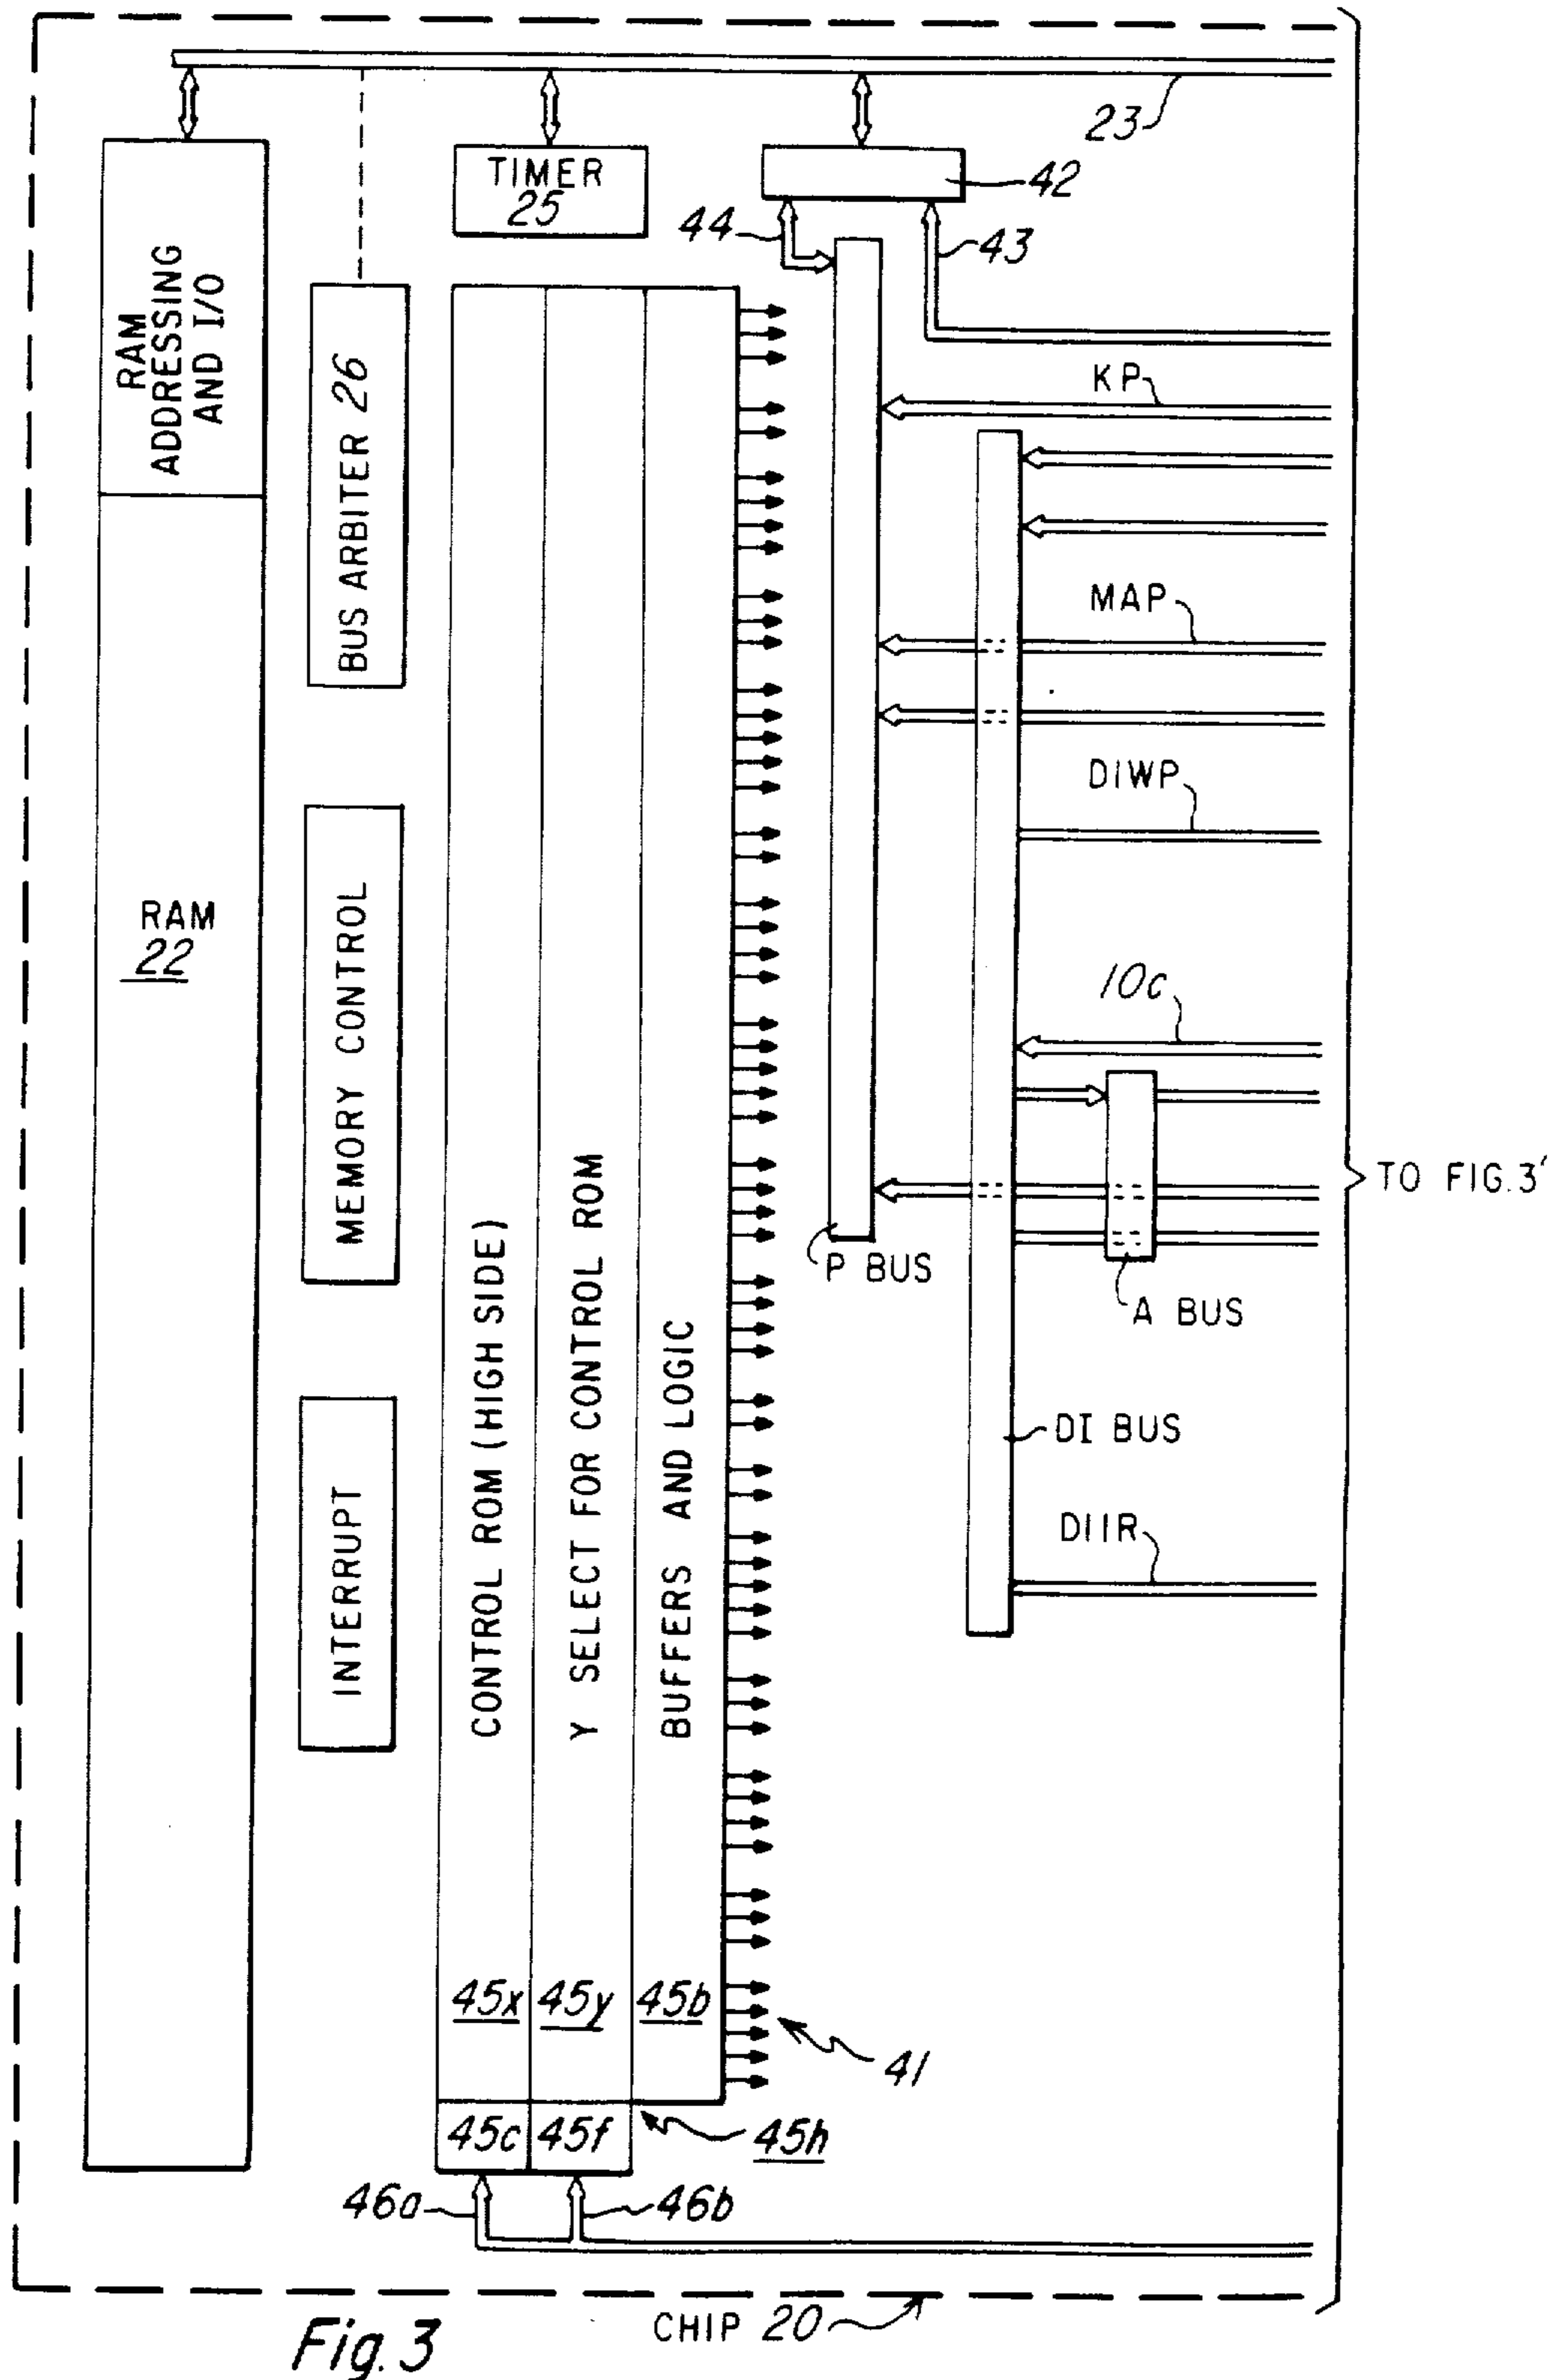 23
TIMER
25
42
44
43
RAM
ADDRESSING
AND I/O
BUS ARBITER 26
KP
MAP
DIWP
RAM
22
MEMORY CONTROL
10c
CONTROL ROM (HIGH SIDE)
Y SELECT FOR CONTROL ROM
BUFFERS AND LOGIC
TO FIG. 3'
P BUS
A BUS
INTERRUPT
DI BUS
DIIR
45x
45y
45b
41
45c
45f
45h
46a
46b
CHIP 20
Fig. 3